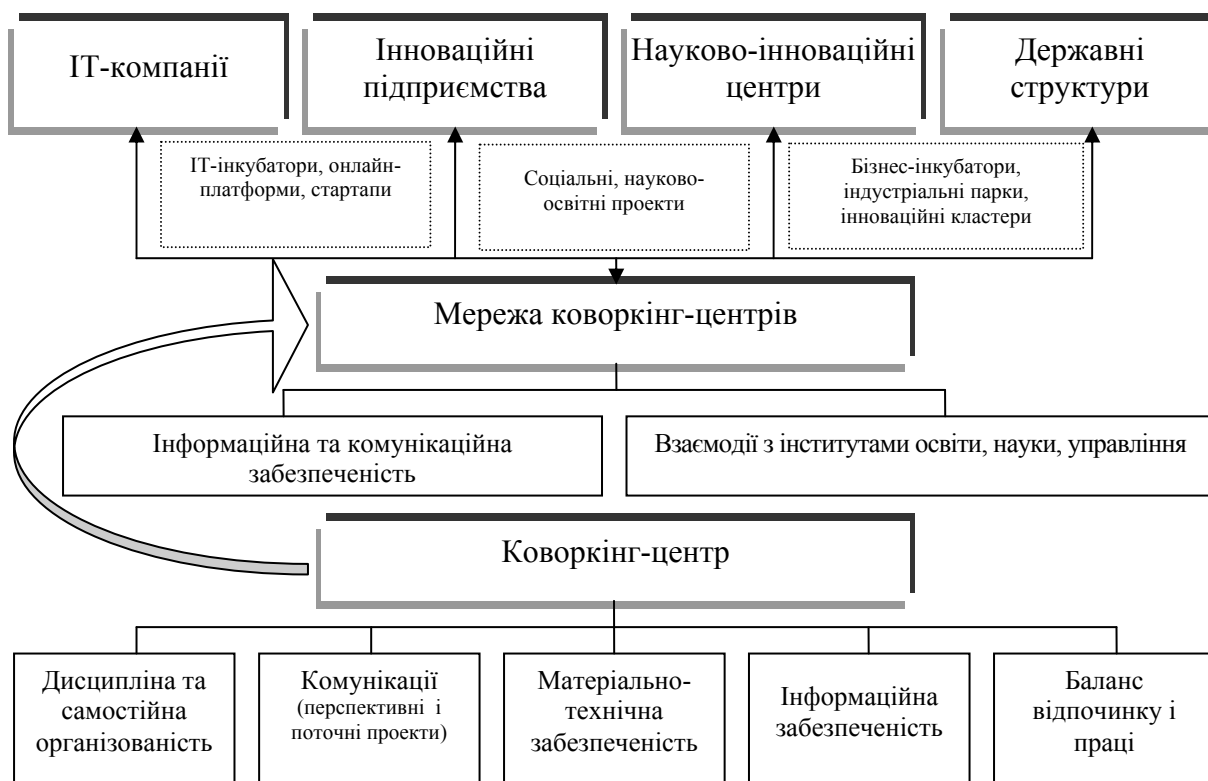 ІТ-компанії
Інноваційні
підприємства
Науково-інноваційні
центри
Державні
структури
ІТ-інкубатори, онлайн-
платформи, стартапи
Соціальні, науково-
освітні проекти
Бізнес-інкубатори,
індустріальні парки,
інноваційні кластери
Мережа коворкінг-центрів
Інформаційна та комунікаційна
забезпеченість
Взаємодії з інститутами освіти, науки, управління
Коворкінг-центр
Дисципліна та
самостійна
організованість
Комунікації
(перспективні і
поточні проекти)
Матеріально-
технічна
забезпеченість
Інформаційна
забезпеченість
Баланс
відпочинку і
праці